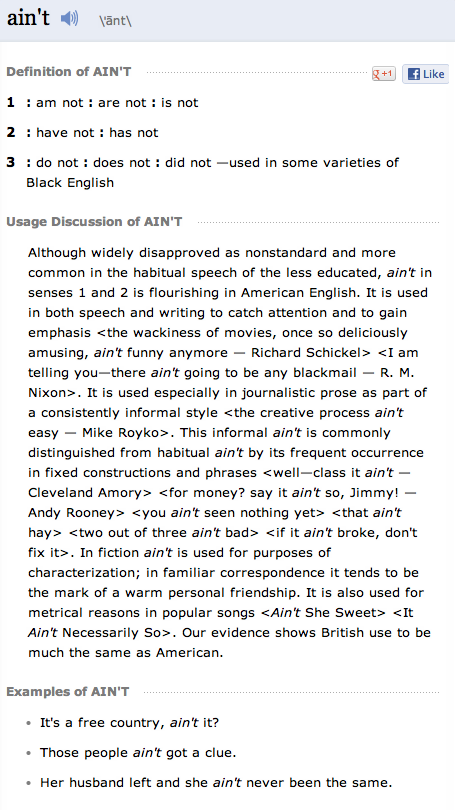 ain't \ˈānt\
Definition of AIN'T
+1 Like
1 : am not : are not : is not
2 : have not : has not
3 : do not : does not : did not —used in some varieties of
Black English
Usage Discussion of AIN'T
Although widely disapproved as nonstandard and more
common in the habitual speech of the less educated, ain't in
senses 1 and 2 is flourishing in American English. It is used
in both speech and writing to catch attention and to gain
emphasis <the wackiness of movies, once so deliciously
amusing, ain't funny anymore — Richard Schickel> <I am
telling you—there ain't going to be any blackmail — R. M.
Nixon>. It is used especially in journalistic prose as part of
a consistently informal style <the creative process ain't
easy — Mike Royko>. This informal ain't is commonly
distinguished from habitual ain't by its frequent occurrence
in fixed constructions and phrases <well—class it ain't —
Cleveland Amory> <for money? say it ain't so, Jimmy! —
Andy Rooney> <you ain't seen nothing yet> <that ain't
hay> <two out of three ain't bad> <if it ain't broke, don't
fix it>. In fiction ain't is used for purposes of
characterization; in familiar correspondence it tends to be
the mark of a warm personal friendship. It is also used for
metrical reasons in popular songs <Ain't She Sweet> <It
Ain't Necessarily So>. Our evidence shows British use to be
much the same as American.
Examples of AIN'T
• It's a free country, ain't it?
• Those people ain't got a clue.
• Her husband left and she ain't never been the same.